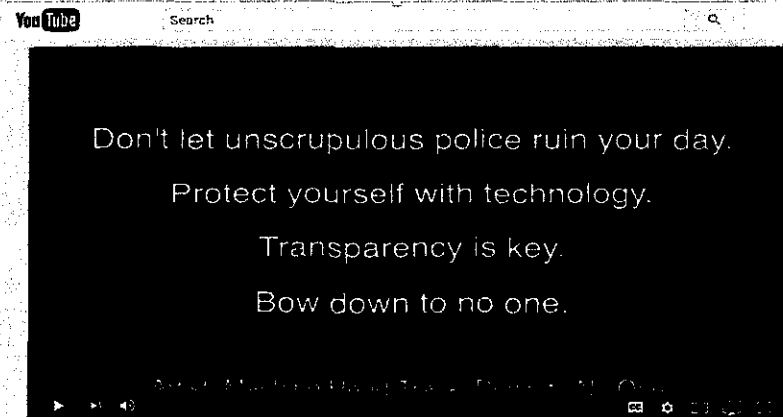 YouTube
Search
Don't let unscrupulous police ruin your day.
Protect yourself with technology.
Transparency is key.
Bow down to no one.
CC